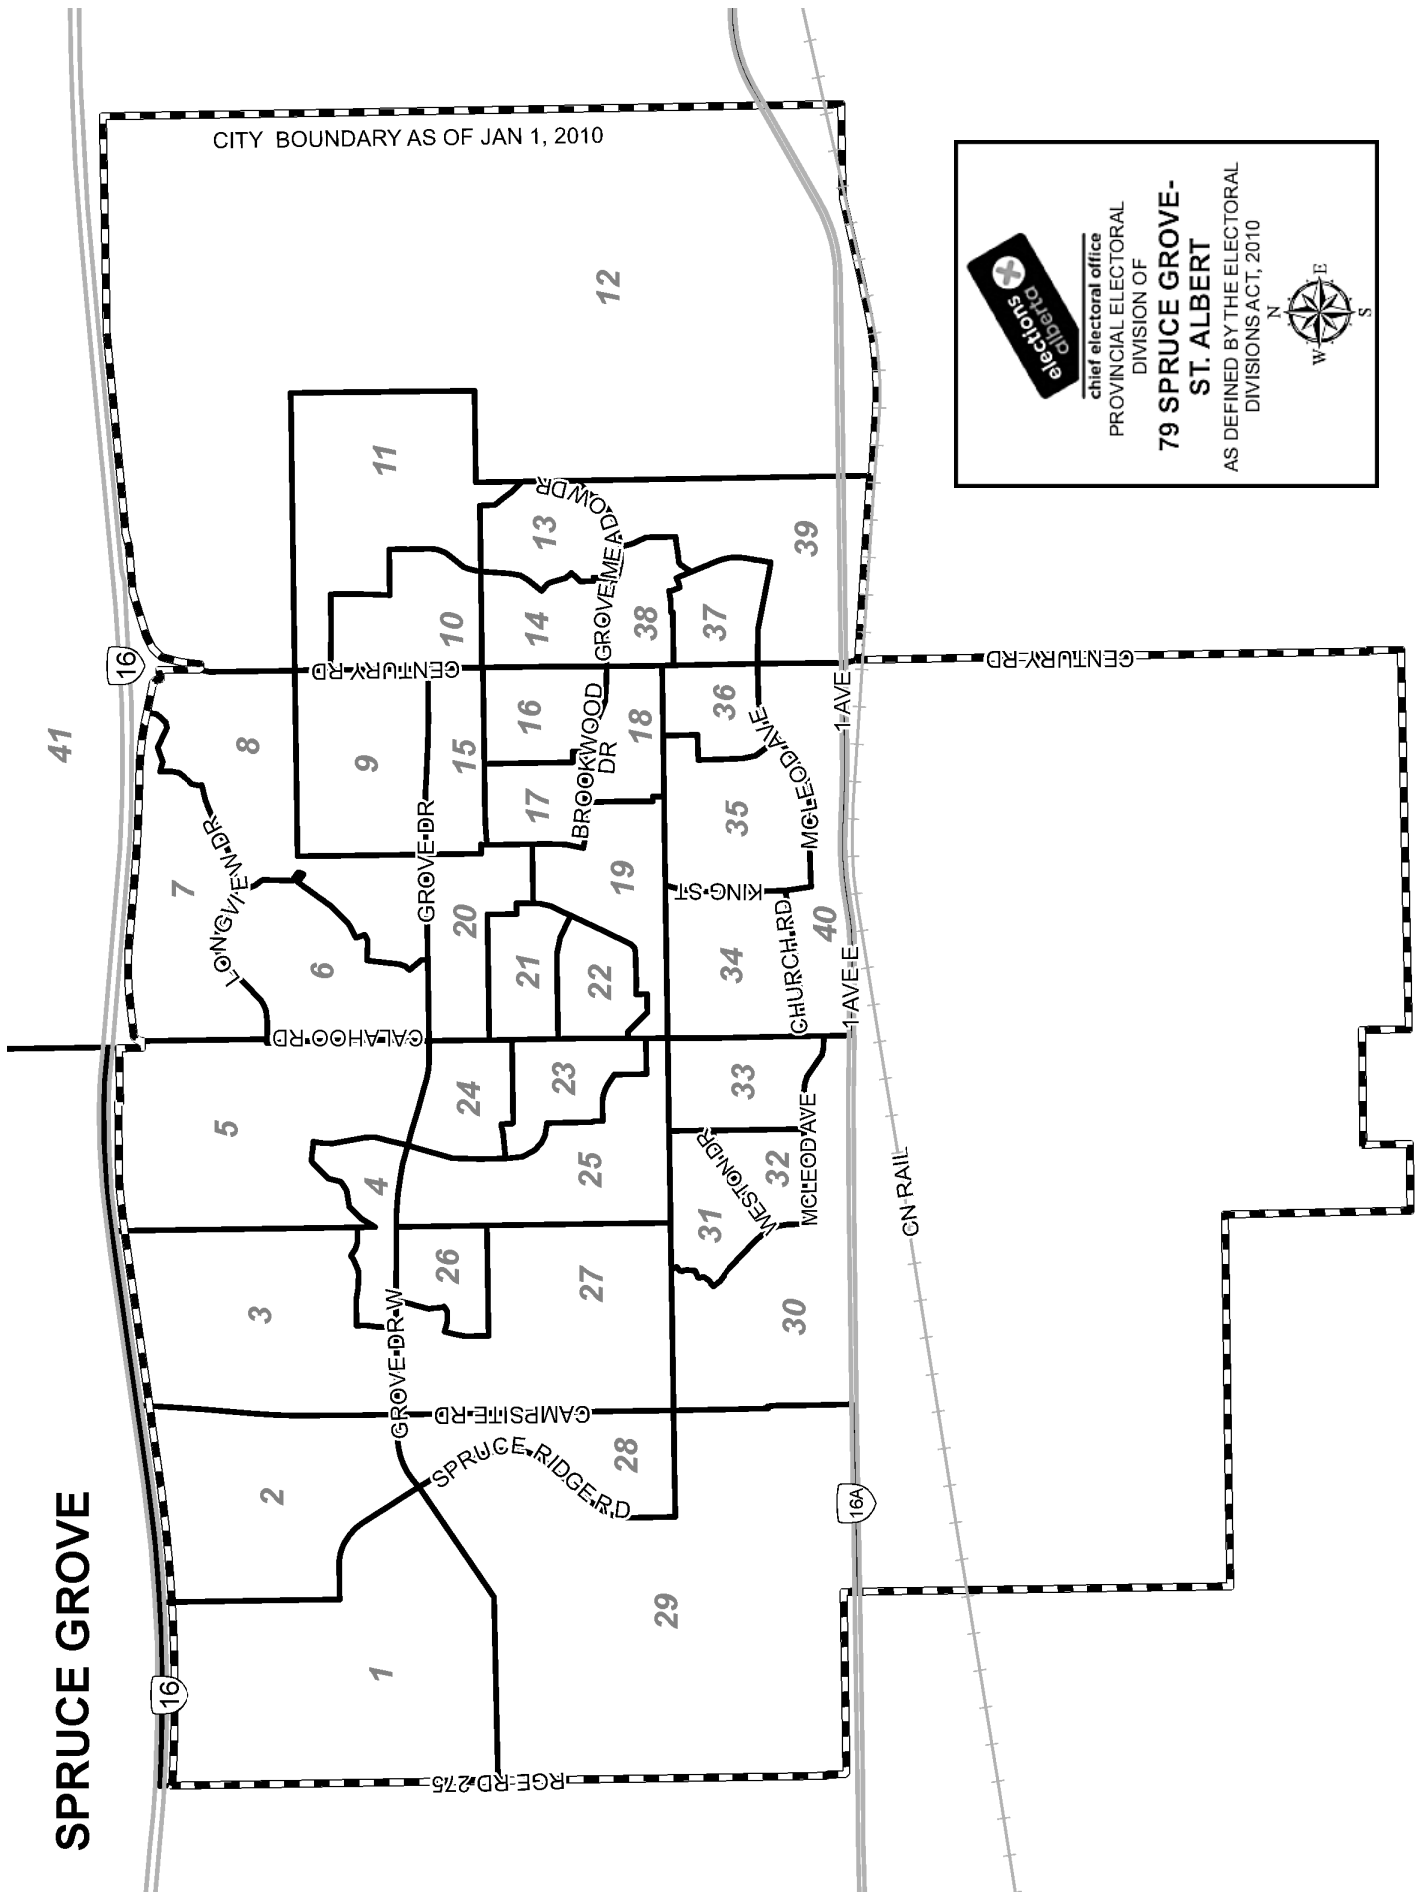 SPRUCE GROVE
CITY BOUNDARY AS OF JAN 1, 2010
16
16
16A
41
1
2
3
4
5
6
7
8
9
10
11
12
13
14
15
16
17
18
19
20
21
22
23
24
25
26
27
28
29
30
31
32
33
34
35
36
37
38
39
40
RGE RD 275
CAMPSITE RD
SPRUCE RIDGE RD
GROVE DR W
GROVE DR
CALAHOO RD
LONGVIEW DR
CENTURY RD
CENTURY RD
GROVE MEADOW DR
BROOKWOOD
DR
KING ST
CHURCH RD
MCLEOD AVE
MCLEOD AVE
WESTON DR
1 AVE
1 AVE E
CN RAIL
elections
alberta
chief electoral office
PROVINCIAL ELECTORAL
DIVISION OF
79 SPRUCE GROVE-
ST. ALBERT
AS DEFINED BY THE ELECTORAL
DIVISIONS ACT, 2010
N
W
E
S